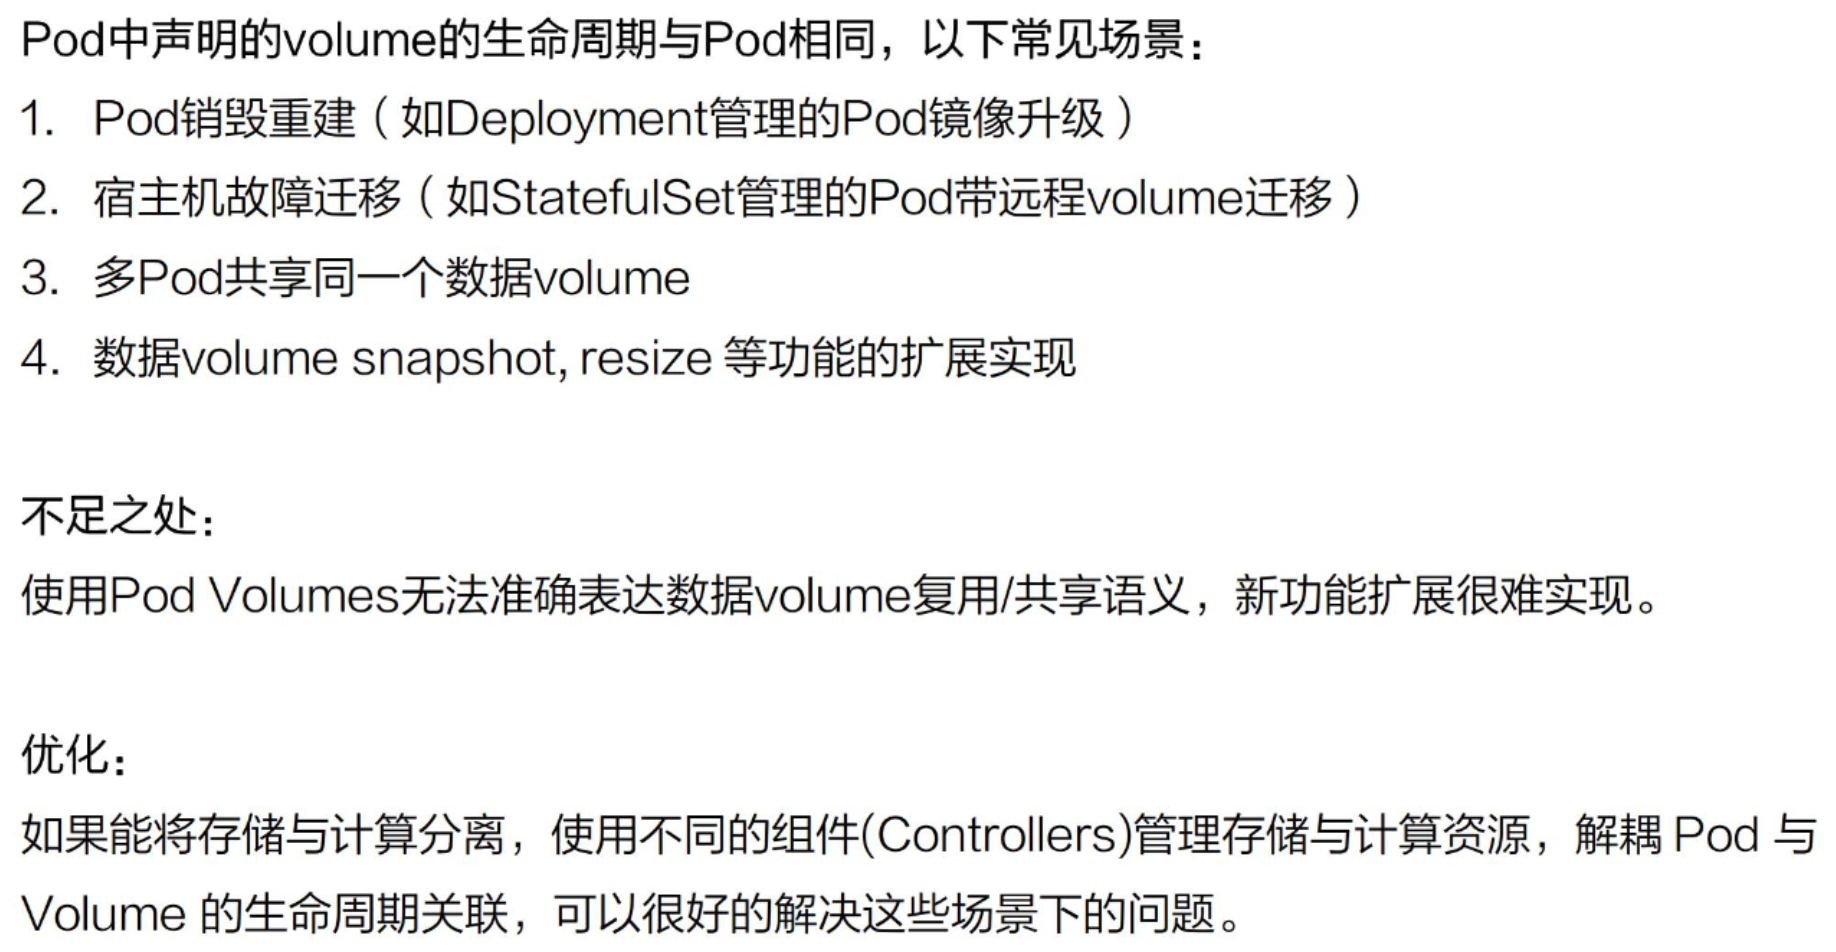 Pod中声明的volume的生命周期与Pod相同，以下常见场景：
1. Pod销毁重建（如Deployment管理的Pod镜像升级）
2. 宿主机故障迁移（如StatefulSet管理的Pod带远程volume迁移）
3. 多Pod共享同一个数据volume
4. 数据volume snapshot, resize 等功能的扩展实现
不足之处：
使用Pod Volumes无法准确表达数据volume复用/共享语义，新功能扩展很难实现。
优化：
如果能将存储与计算分离，使用不同的组件(Controllers)管理存储与计算资源，解耦 Pod 与
Volume 的生命周期关联，可以很好的解决这些场景下的问题。